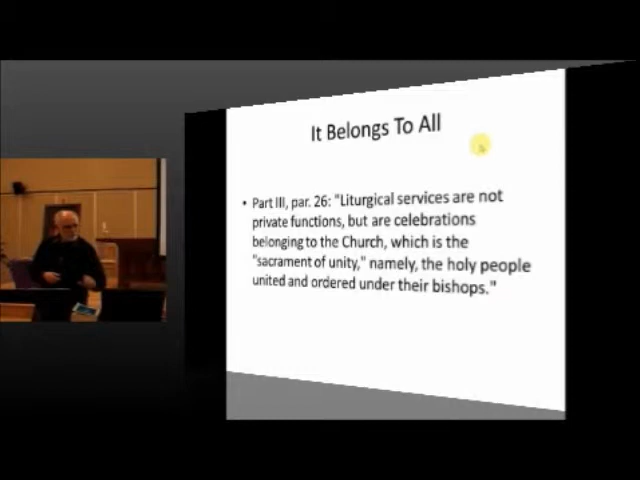 It Belongs To All
• Part III, par. 26: "Liturgical services are not
private functions, but are celebrations
belonging to the Church, which is the
"sacrament of unity," namely, the holy people
united and ordered under their bishops."